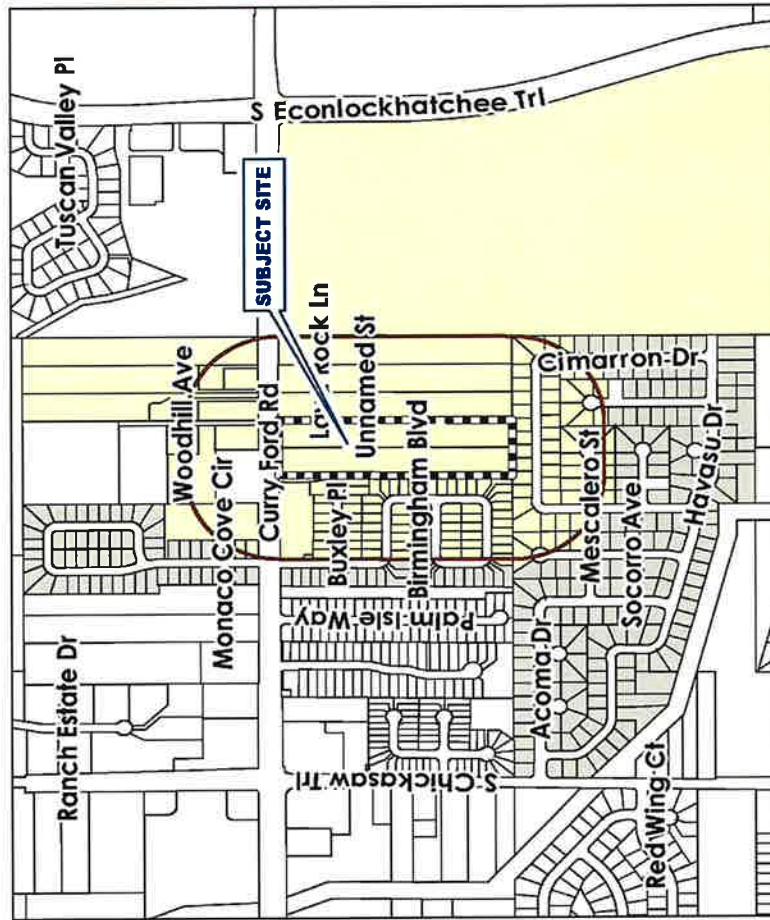 Tuscan Valley Pl
S Econlockhatchee Trl
SUBJECT SITE
Rock Ln
Unnamed St
Woodhill Ave
Curry Ford Rd
Monaco Cove Cir
Buxley Pl
Birmingham Blvd
Cimarron Dr
Mescalero St
Havasu Dr
Socorro Ave
Palm Isle Way
Acoma Dr
Ranch Estate Dr
S Chickasaw Trl
Red Wing Ct